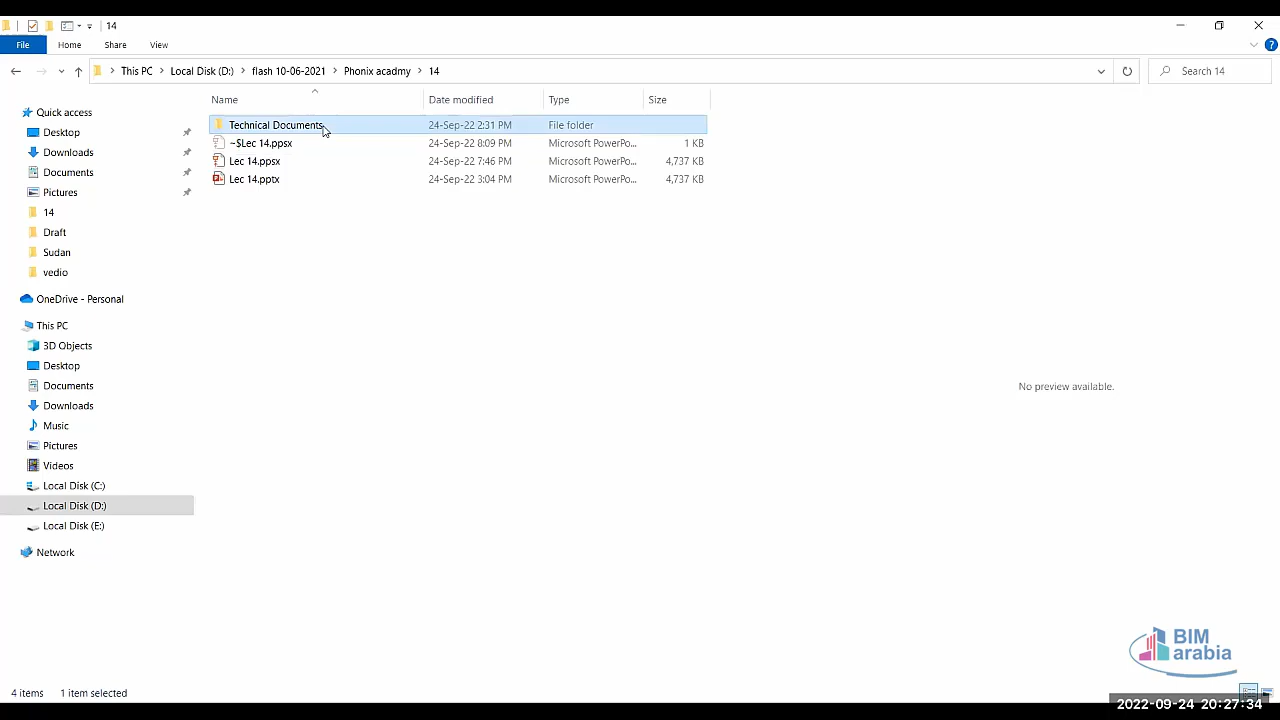 14
File
Home
Share
View
This PC > Local Disk (D:) > flash 10-06-2021 > Phonix acadmy > 14
Search 14
Name
Date modified
Type
Size
Technical Documents
24-Sep-22 2:31 PM
File folder
~$Lec 14.ppsx
24-Sep-22 8:09 PM
Microsoft PowerPo...
1 KB
Lec 14.ppsx
24-Sep-22 7:46 PM
Microsoft PowerPo...
4,737 KB
Lec 14.pptx
24-Sep-22 3:04 PM
Microsoft PowerPo...
4,737 KB
Quick access
Desktop
Downloads
Documents
Pictures
14
Draft
Sudan
vedio
OneDrive - Personal
This PC
3D Objects
Desktop
Documents
Downloads
Music
Pictures
Videos
Local Disk (C:)
Local Disk (D:)
Local Disk (E:)
Network
No preview available.
BIM
arabia
4 items
1 item selected
2022-09-24 20:27:34